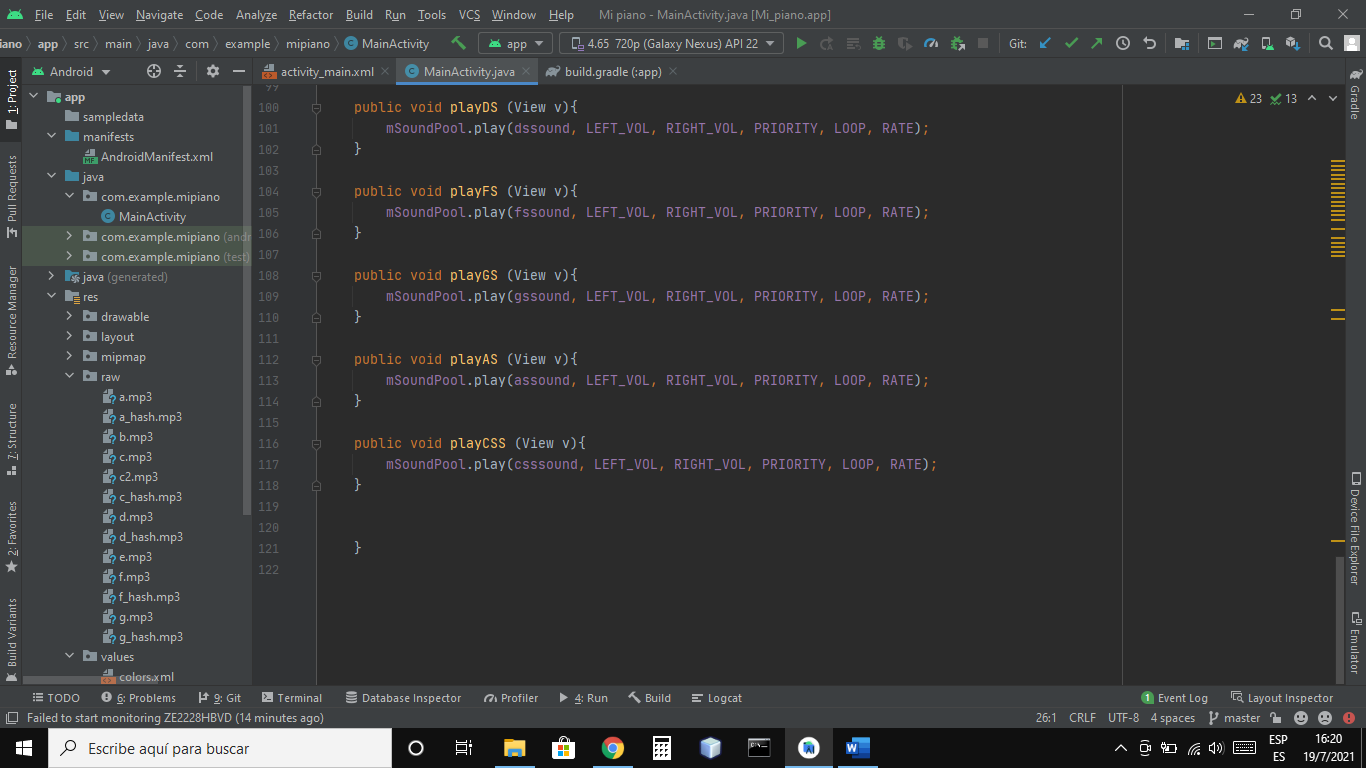 File Edit View Navigate Code Analyze Refactor Build Run Tools VCS Window Help Mi piano - MainActivity.java [Mi_piano.app]
iano app src main java com example mipiano MainActivity app 4.65 720p (Galaxy Nexus) API 22 Git:
Android activity_main.xml MainActivity.java build.gradle (:app)
1: Project
Pull Requests
Resource Manager
7: Structure
2: Favorites
Build Variants
app
sampledata
manifests
AndroidManifest.xml
java
com.example.mipiano
MainActivity
com.example.mipiano (andr
com.example.mipiano (test)
java (generated)
res
drawable
layout
mipmap
raw
a.mp3
a_hash.mp3
b.mp3
c.mp3
c2.mp3
c_hash.mp3
d.mp3
d_hash.mp3
e.mp3
f.mp3
f_hash.mp3
g.mp3
g_hash.mp3
values
colors.xml
99
100 public void playDS (View v){
101 mSoundPool.play(dssound, LEFT_VOL, RIGHT_VOL, PRIORITY, LOOP, RATE);
102 }
103
104 public void playFS (View v){
105 mSoundPool.play(fssound, LEFT_VOL, RIGHT_VOL, PRIORITY, LOOP, RATE);
106 }
107
108 public void playGS (View v){
109 mSoundPool.play(gssound, LEFT_VOL, RIGHT_VOL, PRIORITY, LOOP, RATE);
110 }
111
112 public void playAS (View v){
113 mSoundPool.play(assound, LEFT_VOL, RIGHT_VOL, PRIORITY, LOOP, RATE);
114 }
115
116 public void playCSS (View v){
117 mSoundPool.play(csssound, LEFT_VOL, RIGHT_VOL, PRIORITY, LOOP, RATE);
118 }
119
120
121 }
122
23 13
Gradle
Device File Explorer
Emulator
TODO 6: Problems 9: Git Terminal Database Inspector Profiler 4: Run Build Logcat 1 Event Log Layout Inspector
Failed to start monitoring ZE2228HBVD (14 minutes ago) 26:1 CRLF UTF-8 4 spaces master
Escribe aquí para buscar
ESP 16:20
ES 19/7/2021